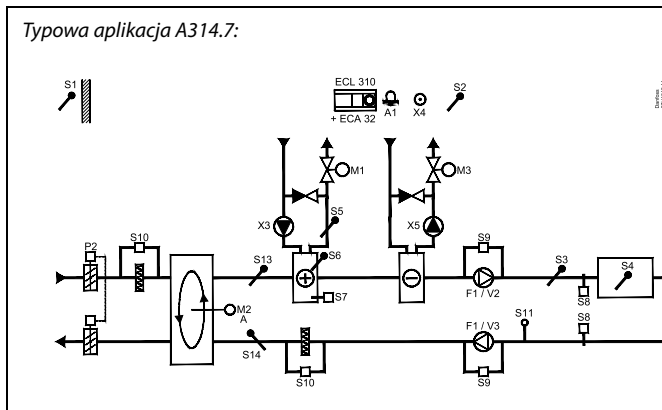 Typowa aplikacja A314.7:
S1
ECL 310
+ ECA 32
A1
X4
S2
M1
M3
X3
S5
X5
P2
S10
S13
S6
S7
S9
F1 / V2
S3
S4
S8
M2
A
S14
S10
F1 / V3
S9
S11
S8
Danfoss